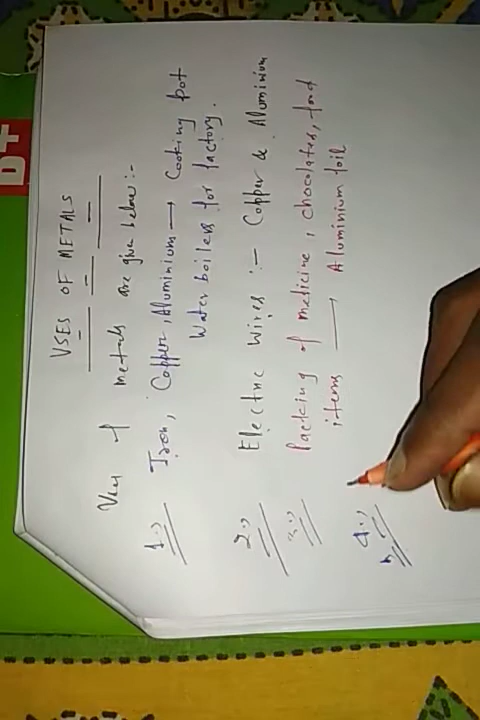 USES OF METALS
Uses of metals are given below:-
1.) Iron, Copper, Aluminium → Cooking Pot
Water boilers for factory.
2.) Electric wires :- Copper & Aluminium
3.) Packing of medicine, chocolates, food
items → Aluminium foil
4.)
D+